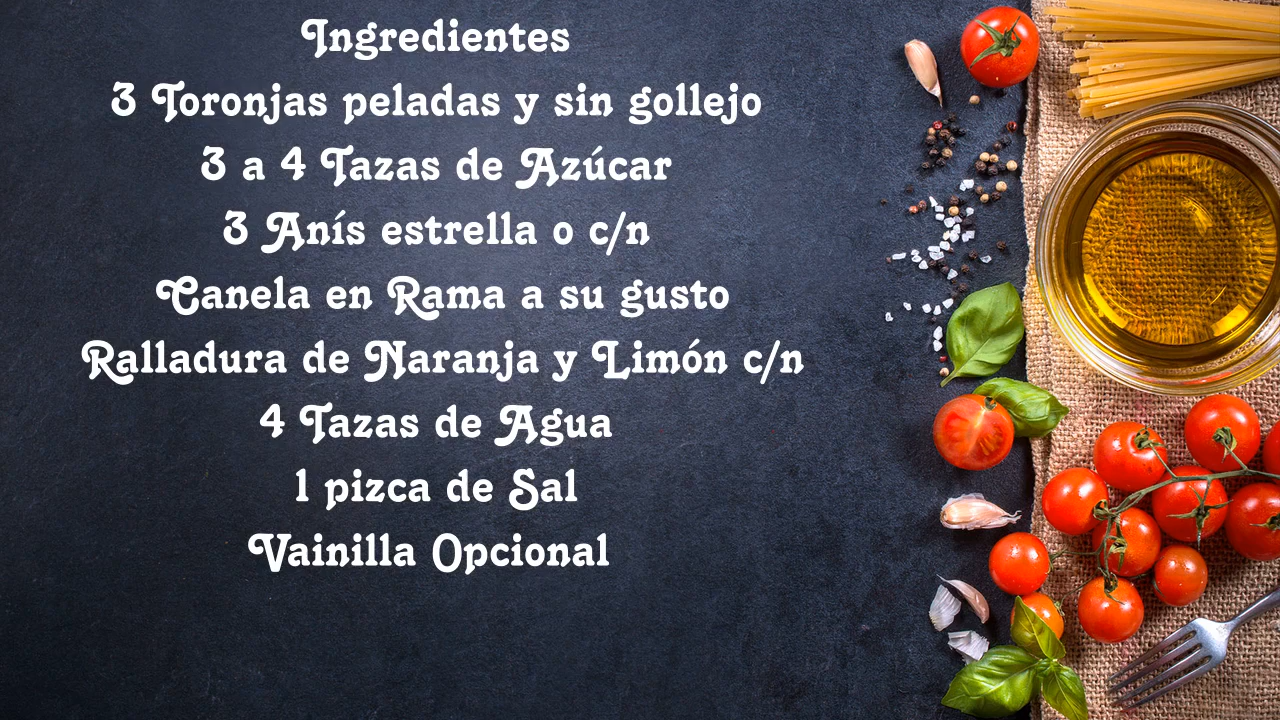 Ingredientes
3 Toronjas peladas y sin gollejo
3 a 4 Tazas de Azúcar
3 Anís estrella o c/n
Canela en Rama a su gusto
Ralladura de Naranja y Limón c/n
4 Tazas de Agua
1 pizca de Sal
Vainilla Opcional